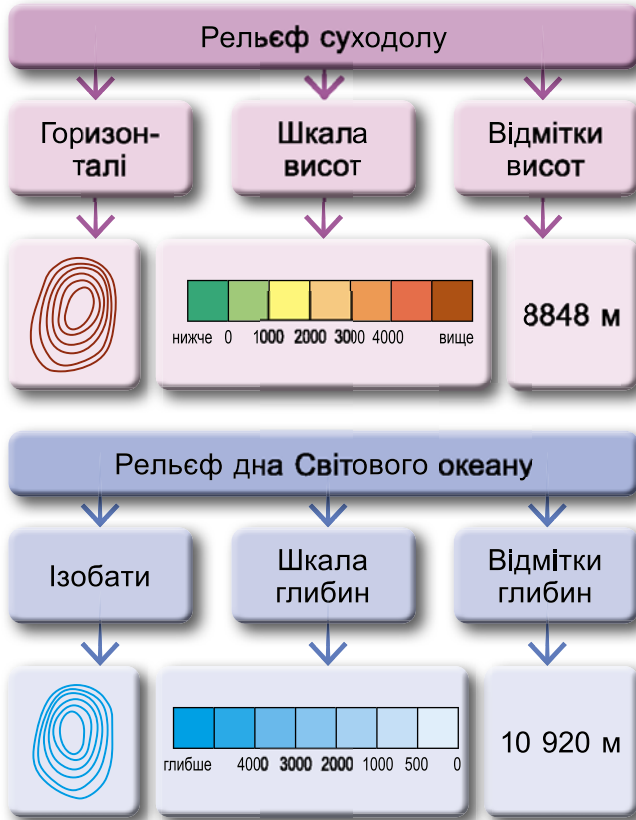 Рельєф суходолу
Горизон-
талі
Шкала
висот
Відмітки
висот
нижче 0 1000 2000 3000 4000 вище
8848 м
Рельєф дна Світового океану
Ізобати
Шкала
глибин
Відмітки
глибин
глибше 4000 3000 2000 1000 500 0
10 920 м